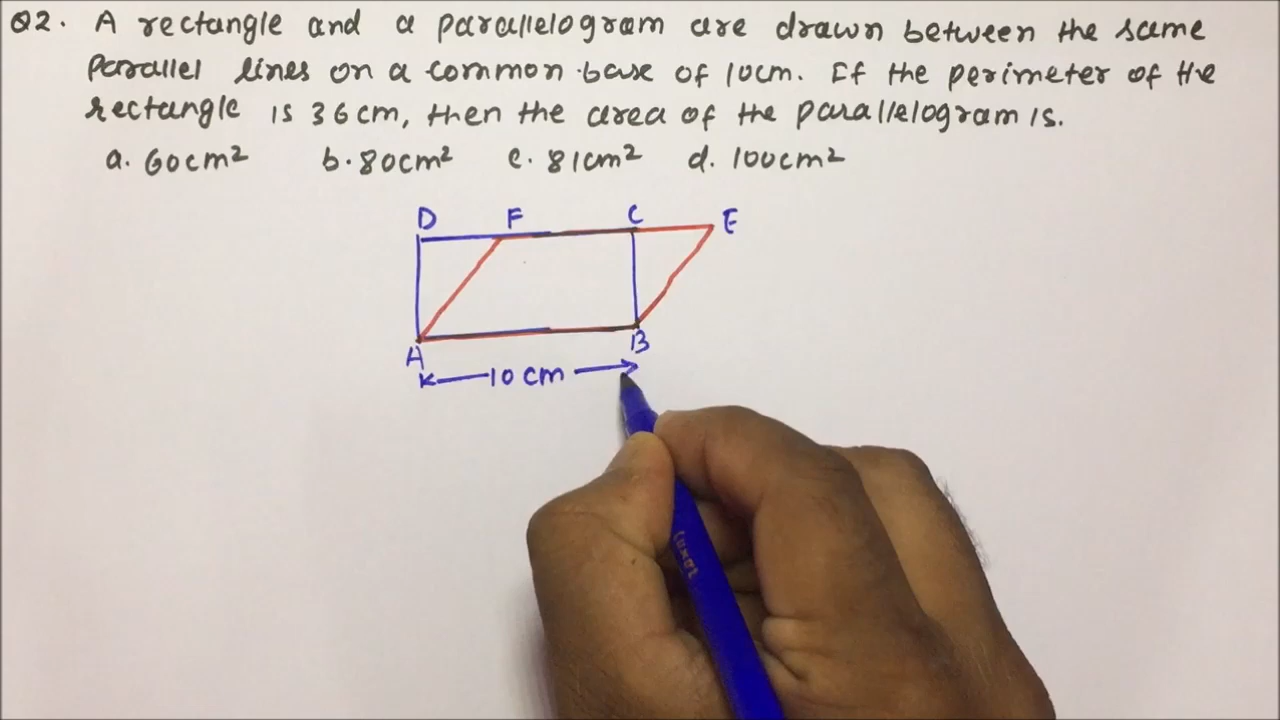 Q2. A rectangle and a parallelogram are drawn between the same
Parallel lines on a common base of 10cm. If the perimeter of the
rectangle is 36cm, then the area of the parallelogram is.
a. 60cm² b. 80cm² c. 81cm² d. 100cm²
D F C E
A B
10 cm